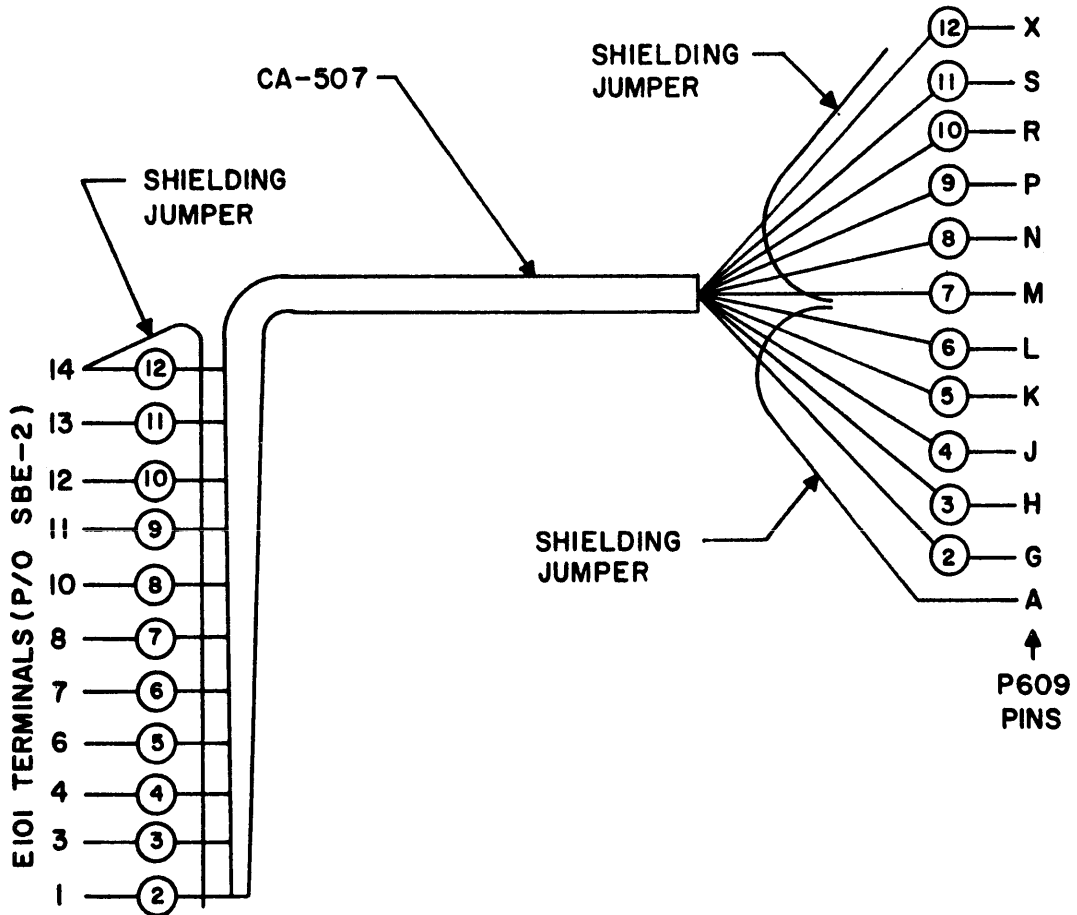 CA-507
SHIELDING
JUMPER
SHIELDING
JUMPER
SHIELDING
JUMPER
E101 TERMINALS (P/O SBE-2)
14 12
13 11
12 10
11 9
10 8
8 7
7 6
6 5
4 4
3 3
1 2
12 X
11 S
10 R
9 P
8 N
7 M
6 L
5 K
4 J
3 H
2 G
A
P609
PINS